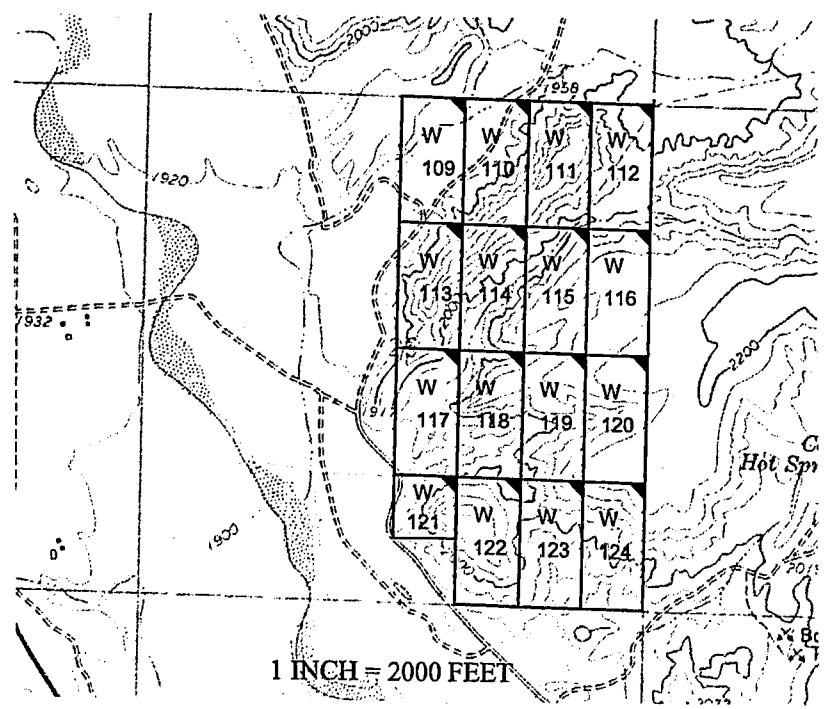 2000
1958
W W W W
109 110 111 112
1920
W W W W
113 114 115 116
1932
2200
W W W W
117 118 119 120
Hot Spr
W W W W
121 122 123 124
1900
1 INCH = 2000 FEET